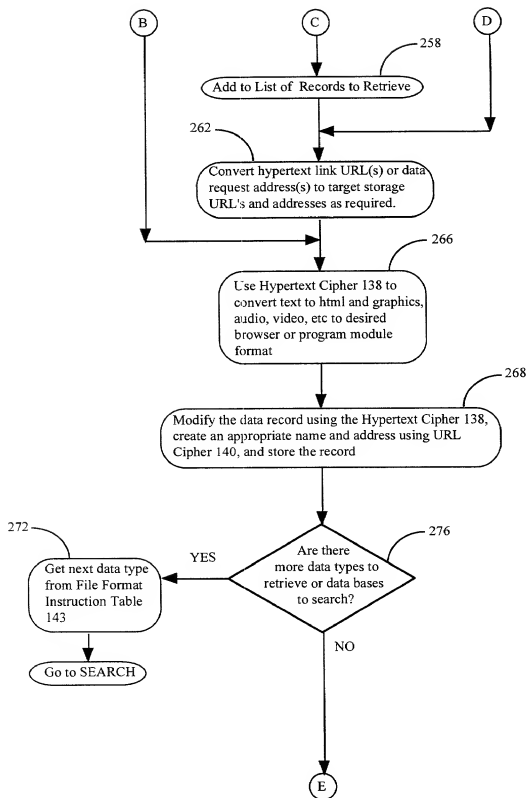 B
C
D
258
Add to List of Records to Retrieve
262
Convert hypertext link URL(s) or data
request address(s) to target storage
URL's and addresses as required.
266
Use Hypertext Cipher 138 to
convert text to html and graphics,
audio, video, etc to desired
browser or program module
format
268
Modify the data record using the Hypertext Cipher 138,
create an appropriate name and address using URL
Cipher 140, and store the record
272
276
YES
Are there
more data types to
retrieve or data bases
to search?
Get next data type
from File Format
Instruction Table
143
NO
Go to SEARCH
E